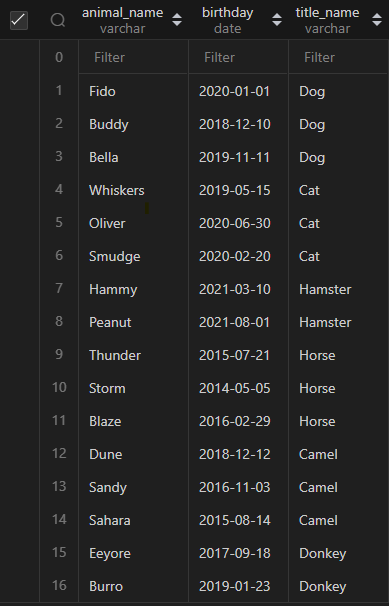 animal_name birthday title_name
varchar date varchar
0 Filter Filter Filter
1 Fido 2020-01-01 Dog
2 Buddy 2018-12-10 Dog
3 Bella 2019-11-11 Dog
4 Whiskers 2019-05-15 Cat
5 Oliver 2020-06-30 Cat
6 Smudge 2020-02-20 Cat
7 Hammy 2021-03-10 Hamster
8 Peanut 2021-08-01 Hamster
9 Thunder 2015-07-21 Horse
10 Storm 2014-05-05 Horse
11 Blaze 2016-02-29 Horse
12 Dune 2018-12-12 Camel
13 Sandy 2016-11-03 Camel
14 Sahara 2015-08-14 Camel
15 Eeyore 2017-09-18 Donkey
16 Burro 2019-01-23 Donkey